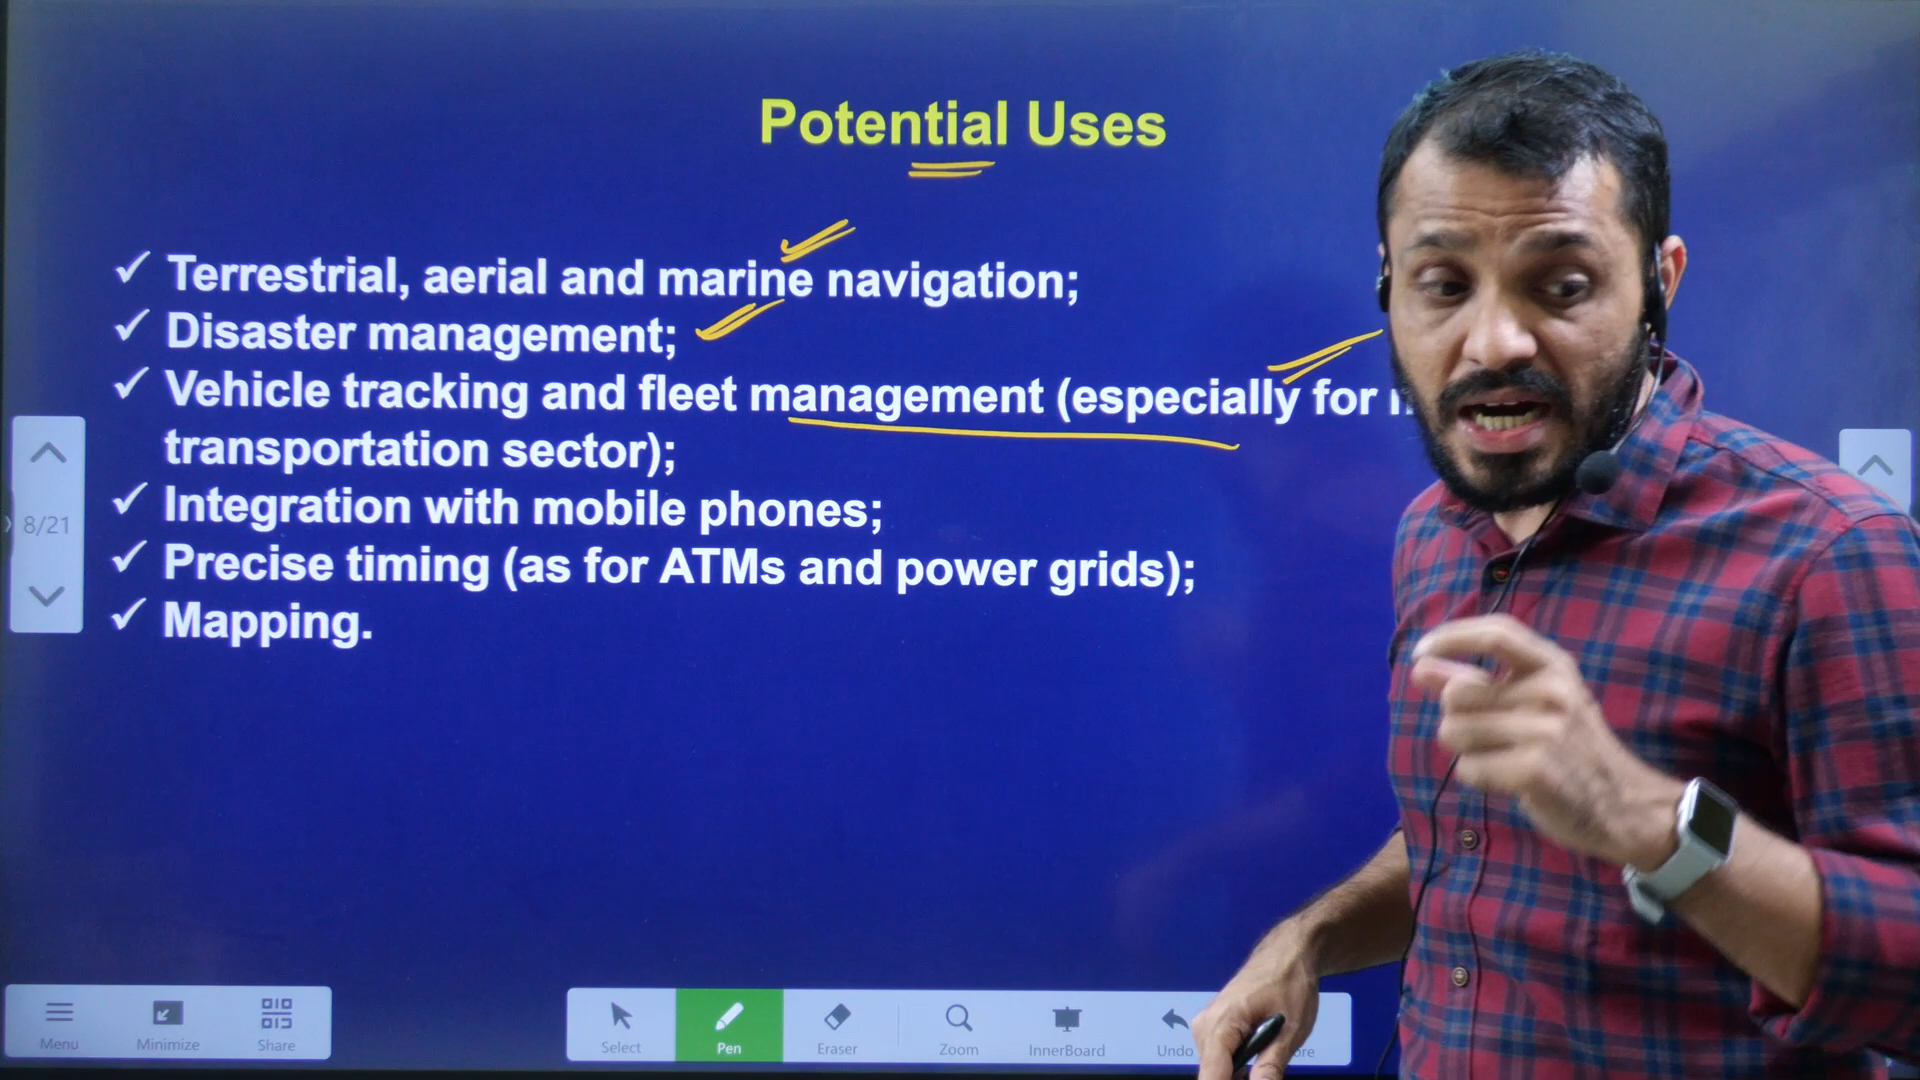 Potential Uses
✓ Terrestrial, aerial and marine navigation;
✓ Disaster management;
✓ Vehicle tracking and fleet management (especially for
transportation sector);
✓ Integration with mobile phones;
✓ Precise timing (as for ATMs and power grids);
✓ Mapping.
8/21
Menu Minimize Share Select Pen Eraser Zoom InnerBoard Undo